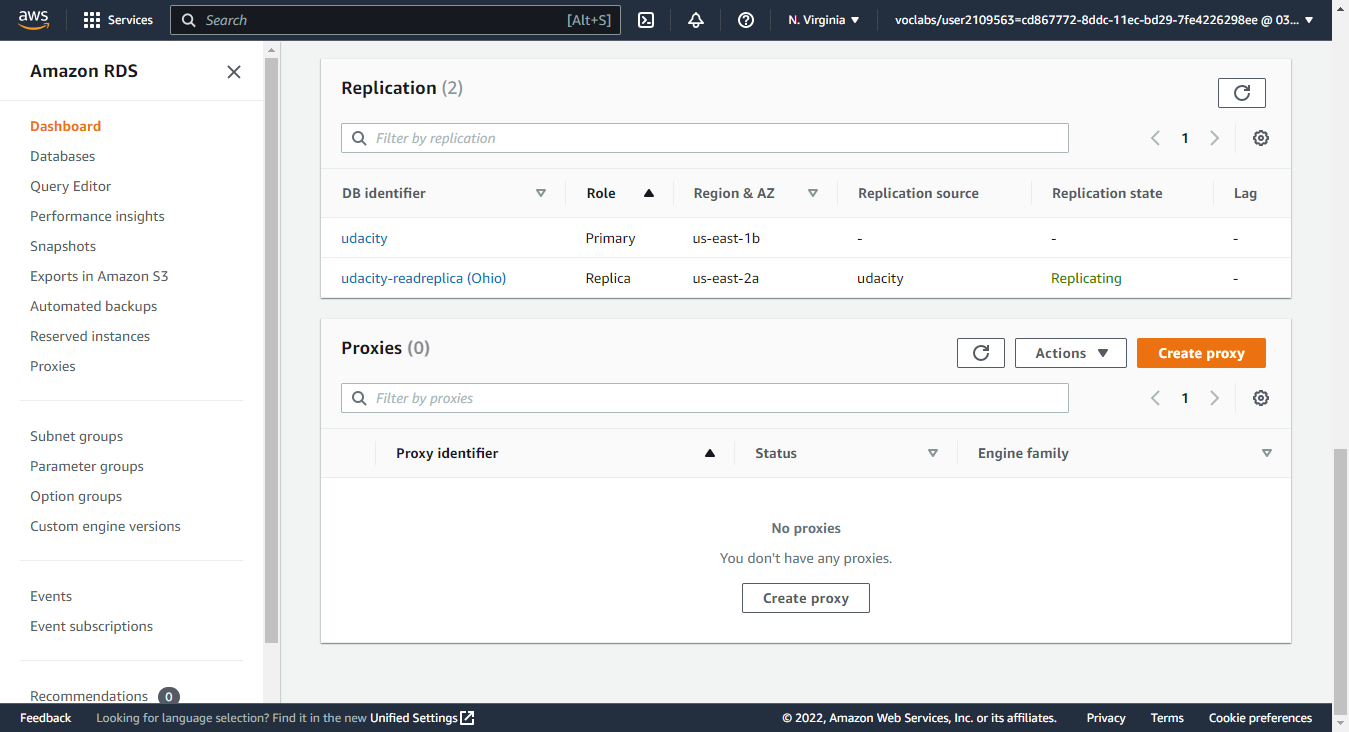 aws Services Search [Alt+S] N. Virginia voclabs/user2109563=cd867772-8ddc-11ec-bd29-7fe4226298ee @ 03...
Amazon RDS
Dashboard
Databases
Query Editor
Performance insights
Snapshots
Exports in Amazon S3
Automated backups
Reserved instances
Proxies
Subnet groups
Parameter groups
Option groups
Custom engine versions
Events
Event subscriptions
Recommendations 0
Replication (2)
Filter by replication 1
DB identifier Role Region & AZ Replication source Replication state Lag
udacity Primary us-east-1b - - -
udacity-readreplica (Ohio) Replica us-east-2a udacity Replicating -
Proxies (0) Actions Create proxy
Filter by proxies 1
Proxy identifier Status Engine family
No proxies
You don't have any proxies.
Create proxy
Feedback Looking for language selection? Find it in the new Unified Settings © 2022, Amazon Web Services, Inc. or its affiliates. Privacy Terms Cookie preferences